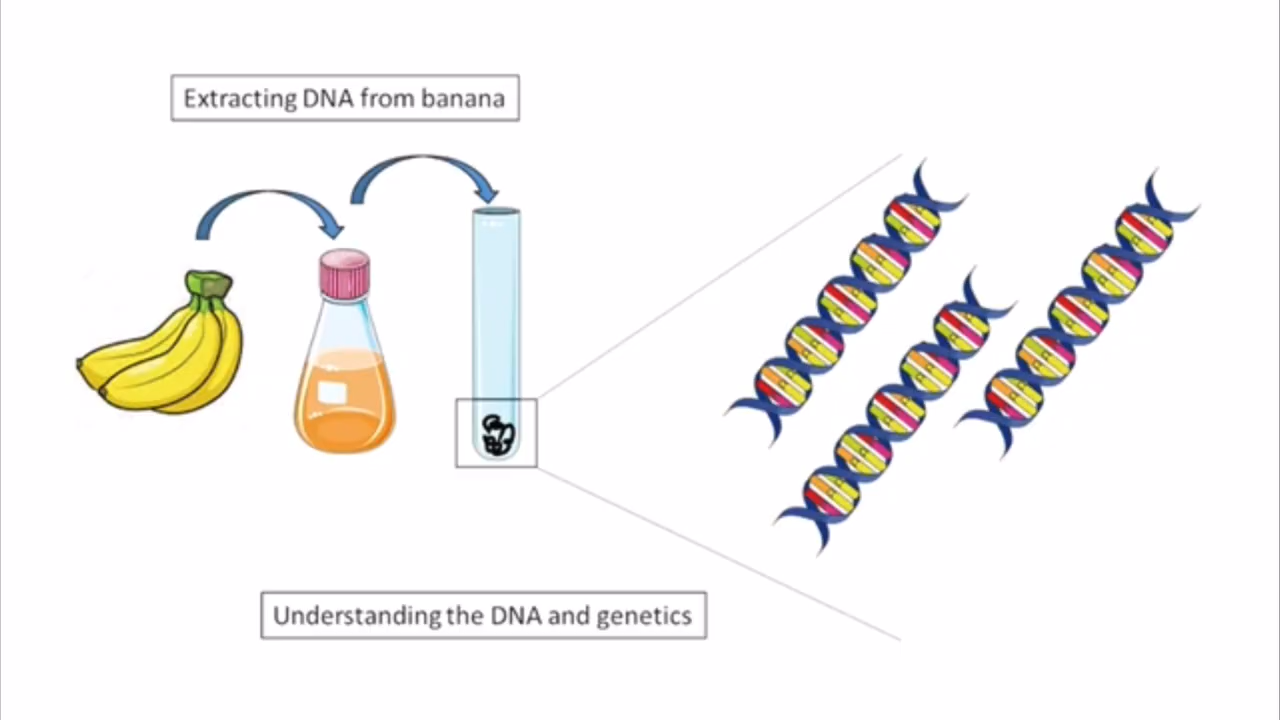 Extracting DNA from banana
Understanding the DNA and genetics